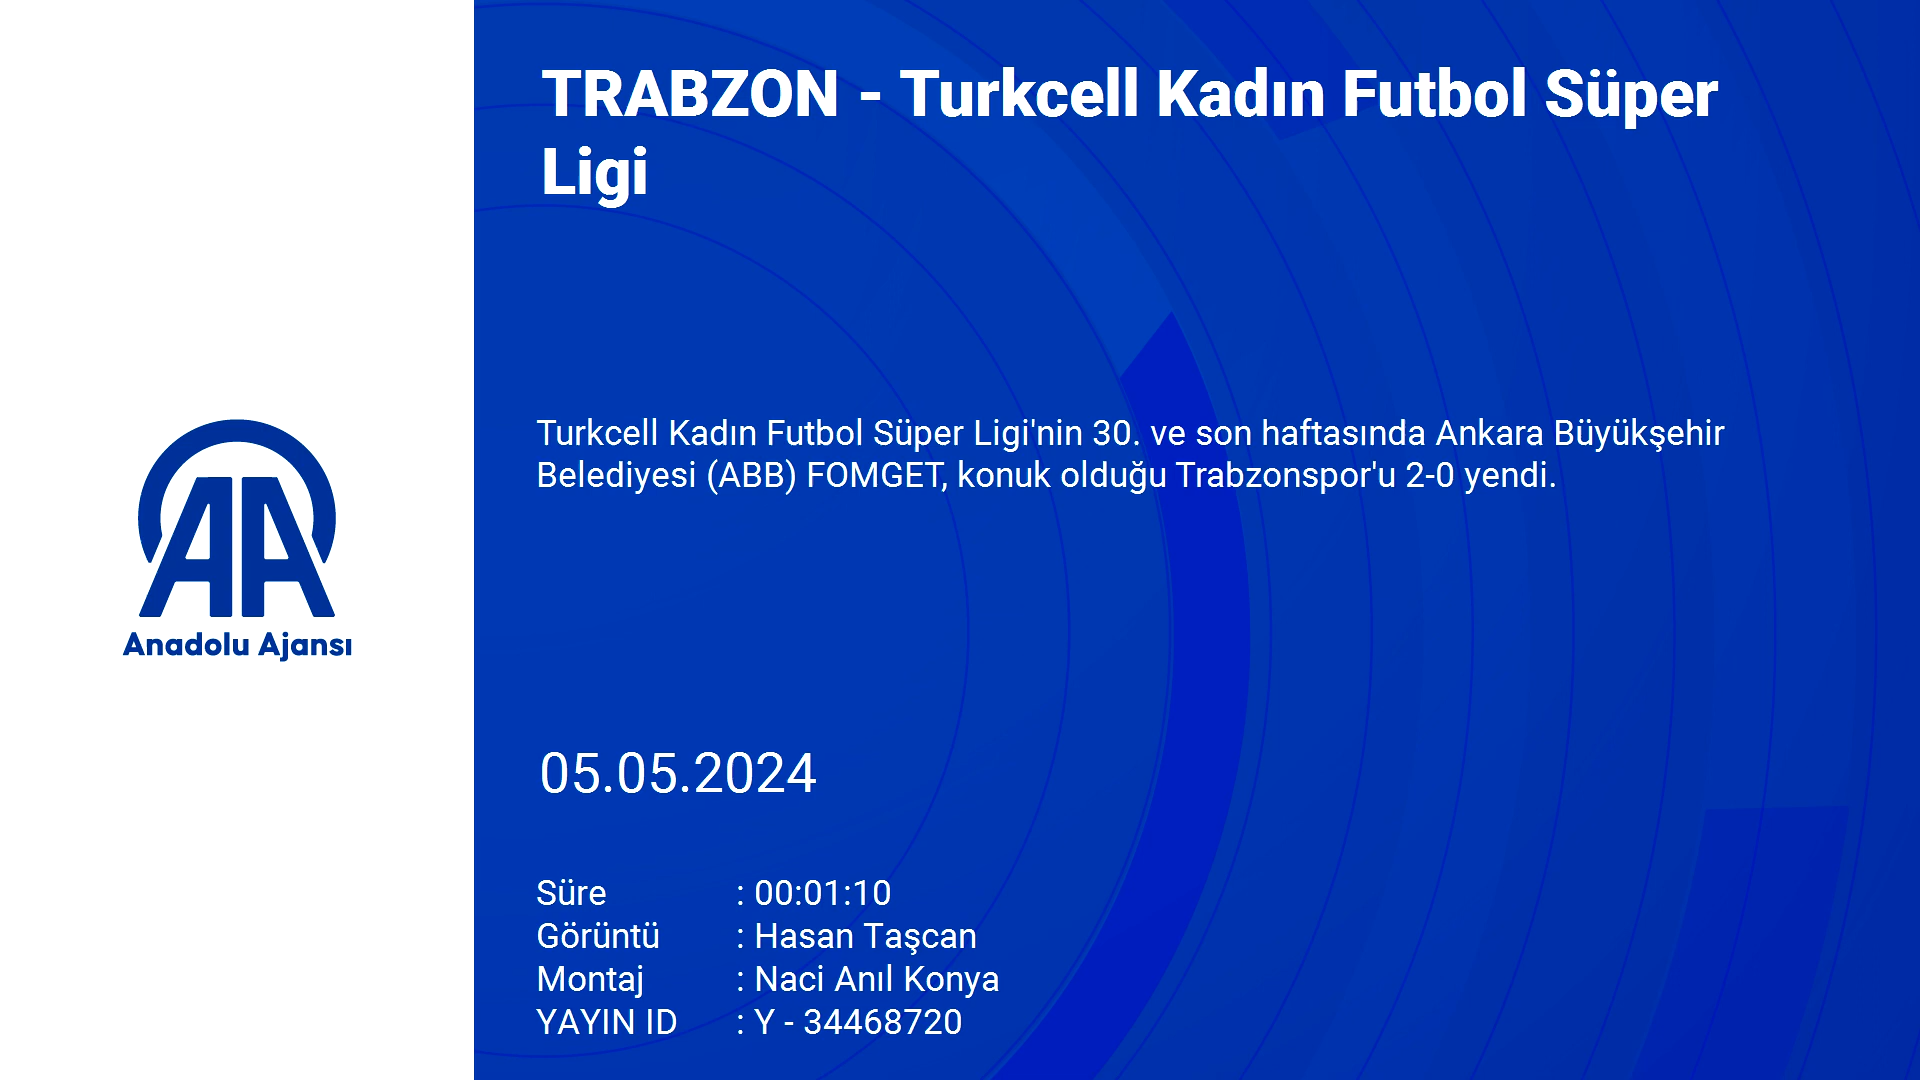 TRABZON - Turkcell Kadın Futbol Süper
Ligi
Turkcell Kadın Futbol Süper Ligi'nin 30. ve son haftasında Ankara Büyükşehir
Belediyesi (ABB) FOMGET, konuk olduğu Trabzonspor'u 2-0 yendi.
AA
Anadolu Ajansı
05.05.2024
Süre : 00:01:10
Görüntü : Hasan Taşcan
Montaj : Naci Anıl Konya
YAYIN ID : Y - 34468720